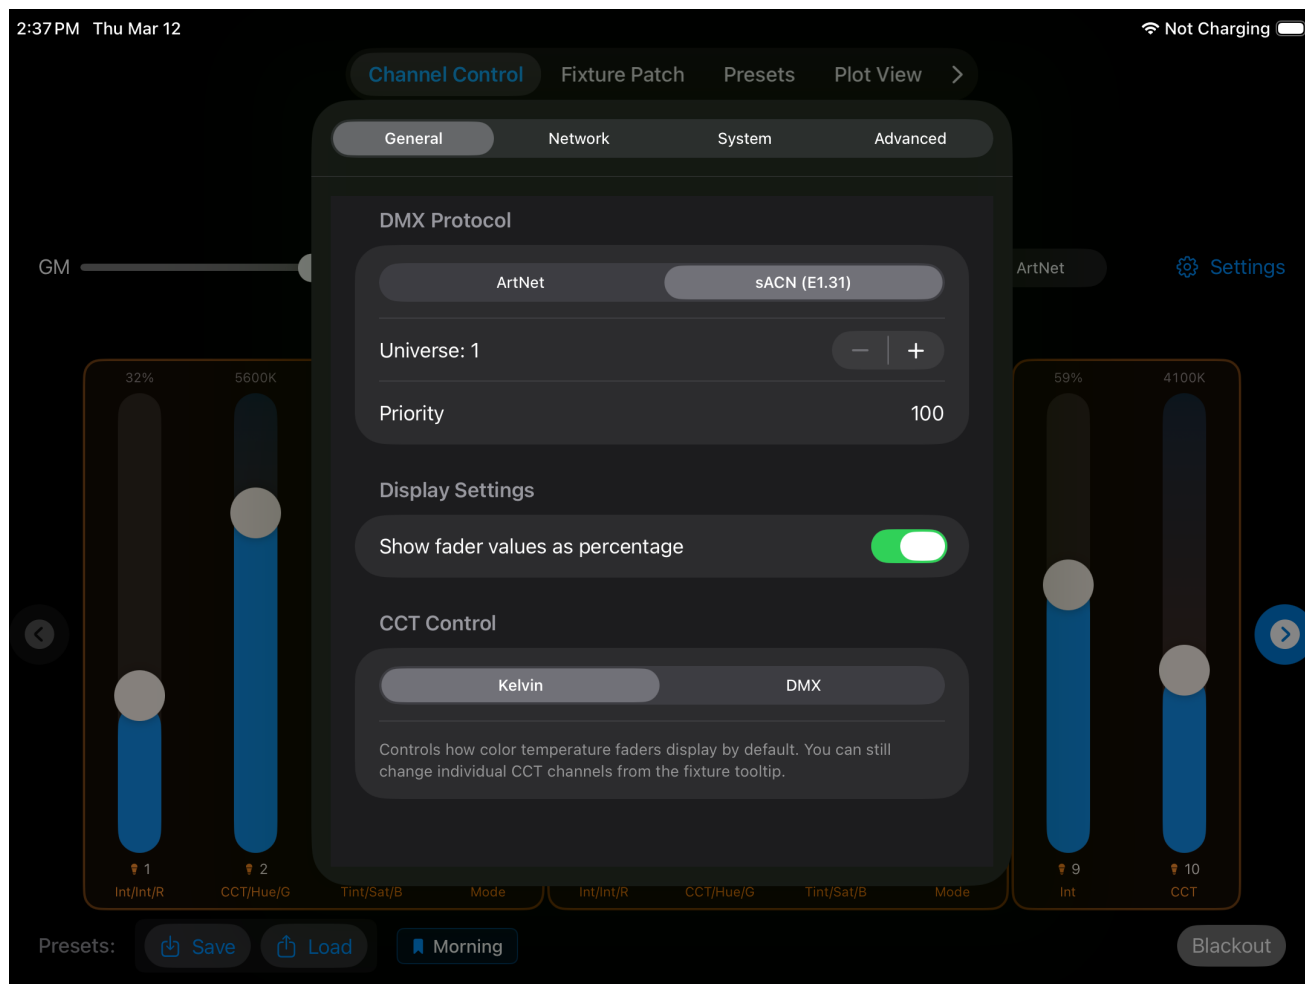 2:37 PM Thu Mar 12
Not Charging
Channel Control Fixture Patch Presets Plot View
General Network System Advanced
DMX Protocol
GM
ArtNet sACN (E1.31)
ArtNet
Settings
Universe: 1
Priority 100
32% 5600K
59% 4100K
Display Settings
Show fader values as percentage
CCT Control
Kelvin DMX
Controls how color temperature faders display by default. You can still
change individual CCT channels from the fixture tooltip.
1 2 9 10
Int/Int/R CCT/Hue/G Tint/Sat/B Mode Int/Int/R CCT/Hue/G Tint/Sat/B Mode Int CCT
Presets: Save Load Morning Blackout